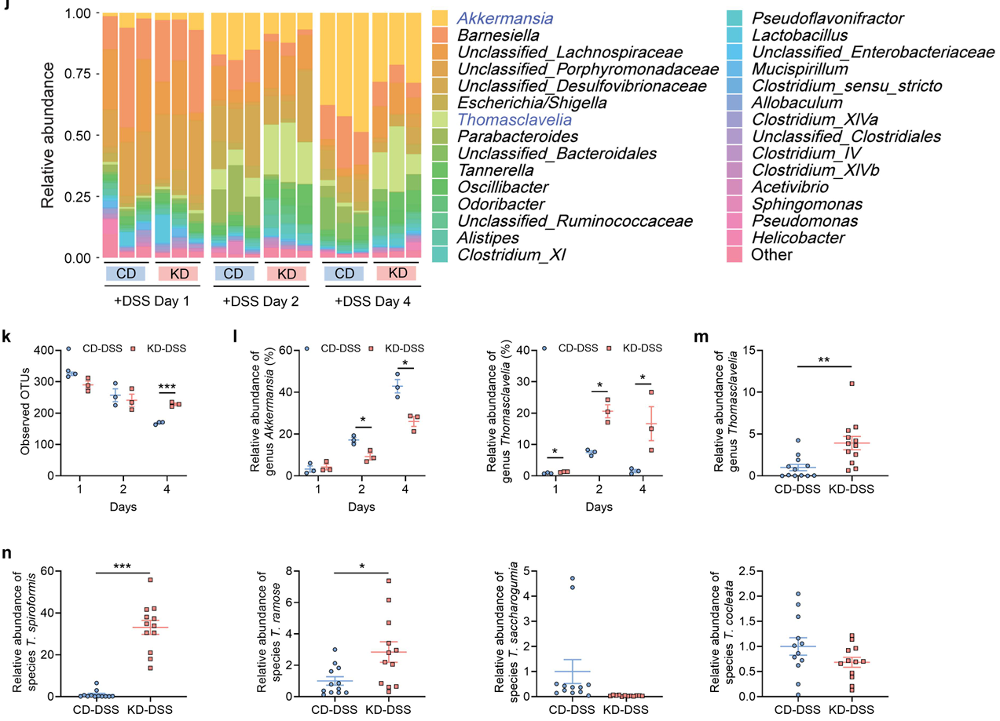 j
1.00
0.75
0.50
0.25
0.00
Relative abundance
CD
KD
CD
KD
CD
KD
+DSS Day 1
+DSS Day 2
+DSS Day 4
Akkermansia
Barnesiella
Unclassified_Lachnospiraceae
Unclassified_Porphyromonadaceae
Unclassified_Desulfovibrionaceae
Escherichia/Shigella
Thomasclavelia
Parabacteroides
Unclassified_Bacteroidales
Tannerella
Oscillibacter
Odoribacter
Unclassified_Ruminococcaceae
Alistipes
Clostridium_XI
Pseudoflavonifractor
Lactobacillus
Unclassified_Enterobacteriaceae
Mucispirillum
Clostridium_sensu_stricto
Allobaculum
Clostridium_XIVa
Unclassified_Clostridiales
Clostridium_IV
Clostridium_XIVb
Acetivibrio
Sphingomonas
Pseudomonas
Helicobacter
Other
k
CD-DSS
KD-DSS
400
300
200
100
0
Observed OTUs
***
1
2
4
Days
l
CD-DSS
KD-DSS
60
40
20
0
Relative abundance of
genus Akkermansia (%)
*
*
1
2
4
Days
CD-DSS
KD-DSS
40
30
20
10
0
Relative abundance of
genus Thomasclavelia (%)
*
*
*
1
2
4
Days
m
15
10
5
0
Relative abundance of
genus Thomasclavelia
**
CD-DSS
KD-DSS
n
60
40
20
0
Relative abundance of
species T. spiroformis
***
CD-DSS
KD-DSS
8
6
4
2
0
Relative abundance of
species T. ramose
*
CD-DSS
KD-DSS
5
4
3
2
1
0
Relative abundance of
species T. saccharogumia
CD-DSS
KD-DSS
2.5
2.0
1.5
1.0
0.5
0.0
Relative abundance of
species T. cocleata
CD-DSS
KD-DSS